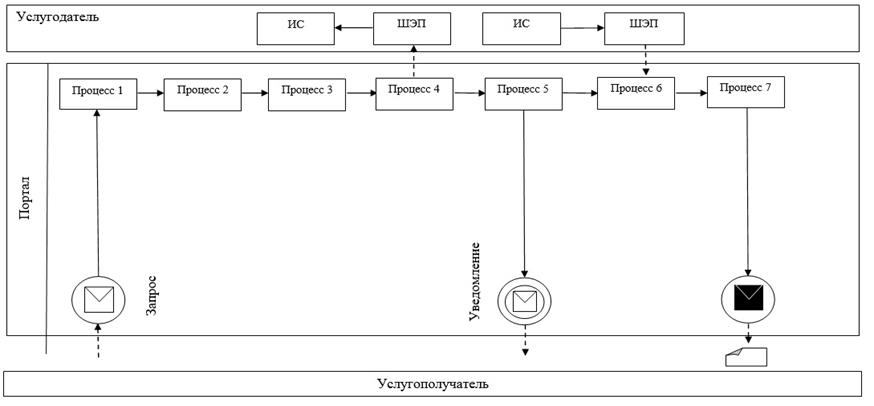 Услугодатель
ИС
ШЭП
ИС
ШЭП
Портал
Процесс 1
Процесс 2
Процесс 3
Процесс 4
Процесс 5
Процесс 6
Процесс 7
Запрос
Уведомление
Услугополучатель